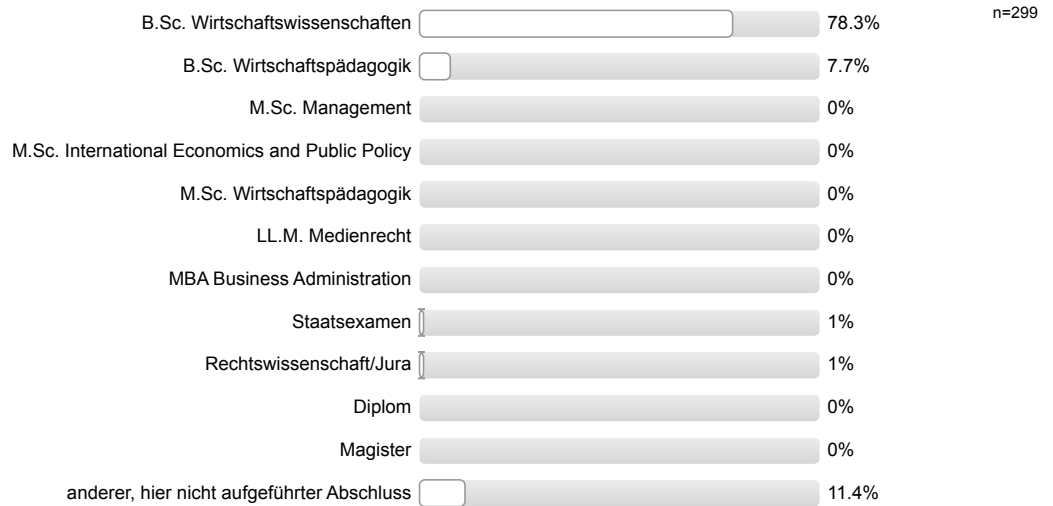 B.Sc. Wirtschaftswissenschaften 78.3% n=299
B.Sc. Wirtschaftspädagogik 7.7%
M.Sc. Management 0%
M.Sc. International Economics and Public Policy 0%
M.Sc. Wirtschaftspädagogik 0%
LL.M. Medienrecht 0%
MBA Business Administration 0%
Staatsexamen 1%
Rechtswissenschaft/Jura 1%
Diplom 0%
Magister 0%
anderer, hier nicht aufgeführter Abschluss 11.4%